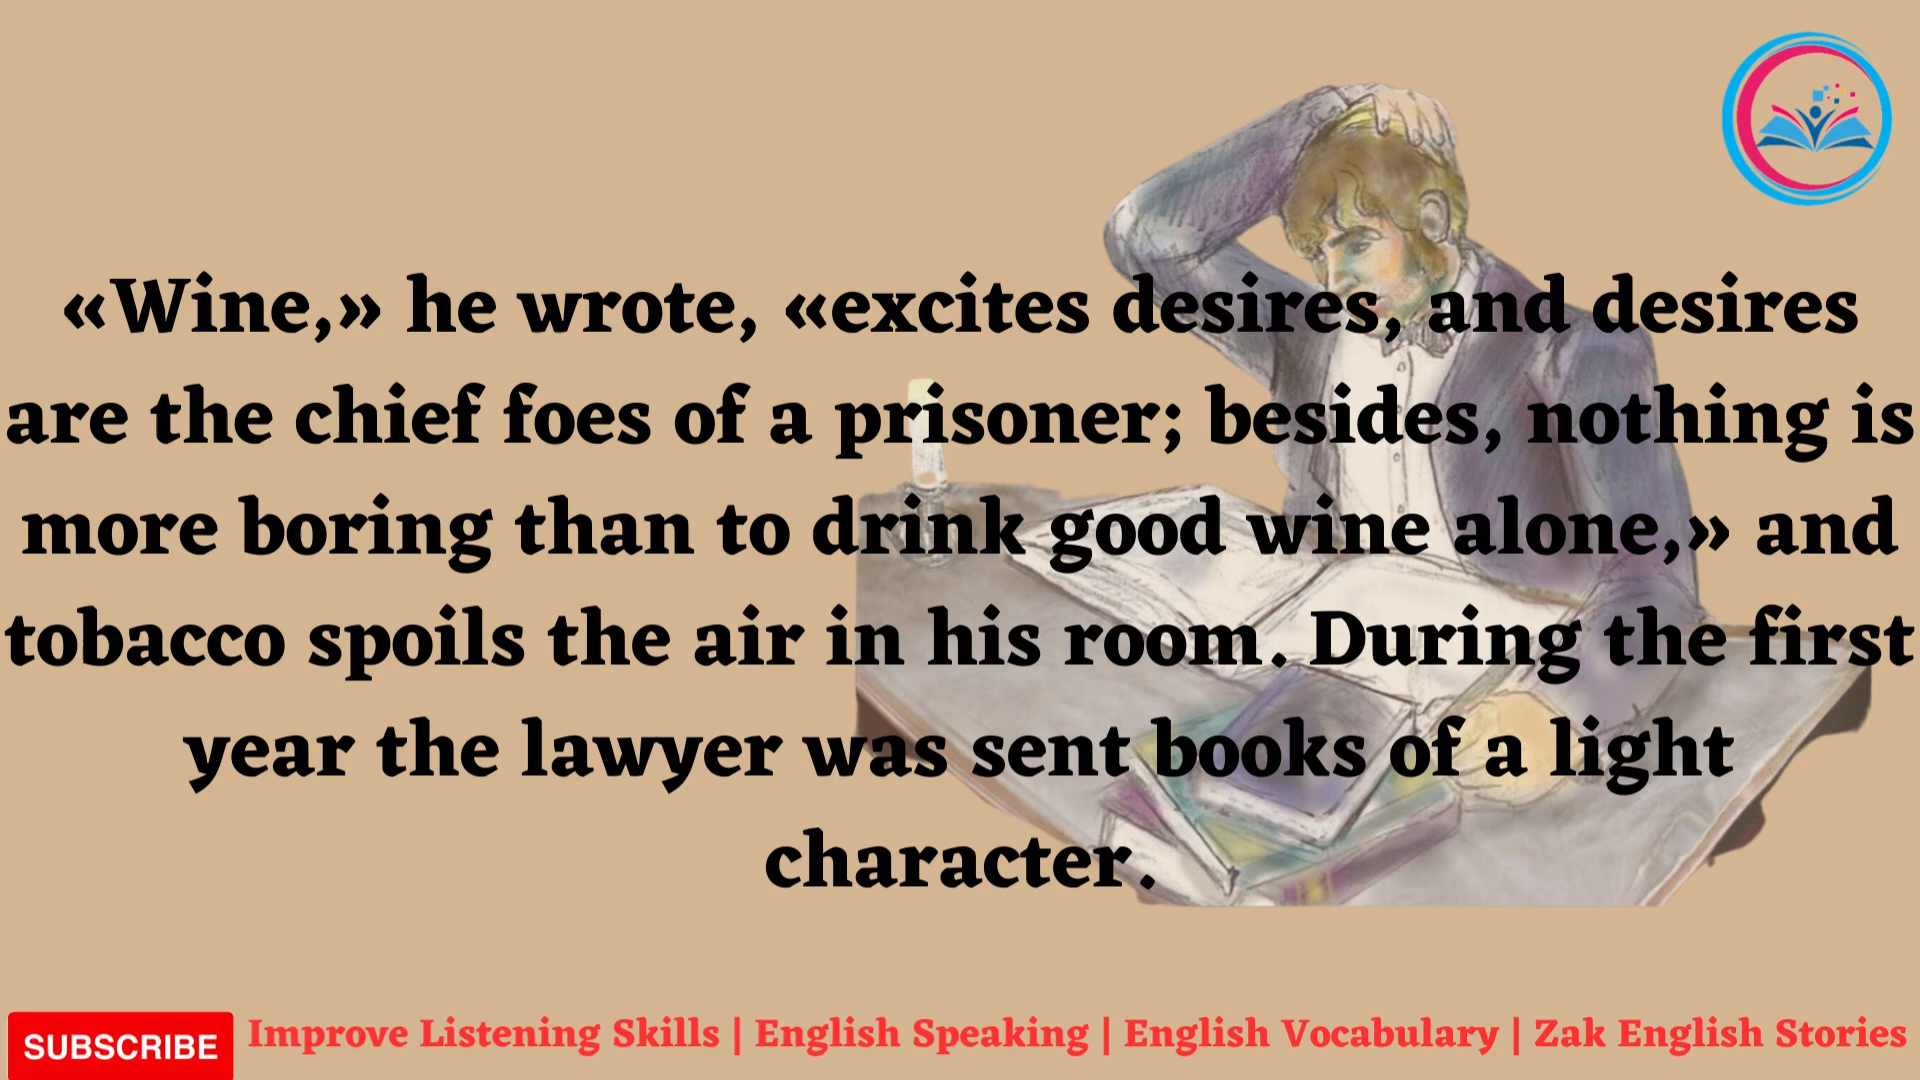 «Wine,» he wrote, «excites desires, and desires
are the chief foes of a prisoner; besides, nothing is
more boring than to drink good wine alone,» and
tobacco spoils the air in his room. During the first
year the lawyer was sent books of a light
character.
SUBSCRIBE
Improve Listening Skills | English Speaking | English Vocabulary | Zak English Stories